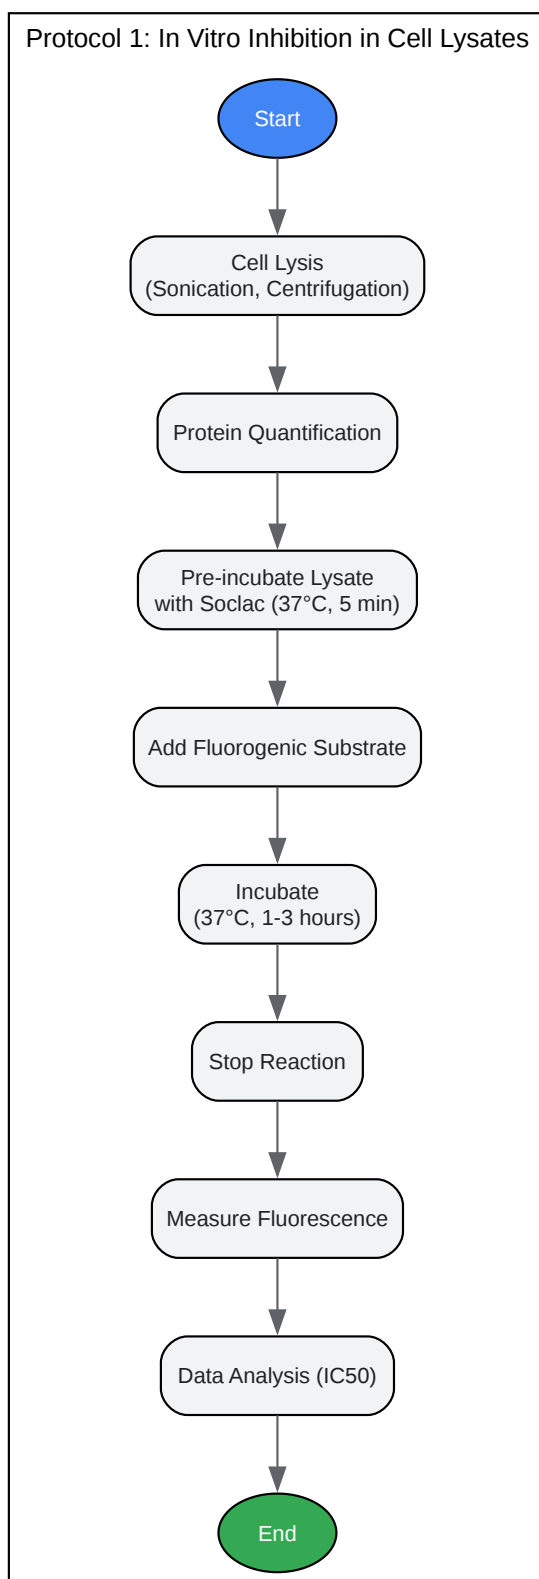 Protocol 1: In Vitro Inhibition in Cell Lysates
Start
Cell Lysis
(Sonication, Centrifugation)
Protein Quantification
Pre-incubate Lysate
with Soclac (37°C, 5 min)
Add Fluorogenic Substrate
Incubate
(37°C, 1-3 hours)
Stop Reaction
Measure Fluorescence
Data Analysis (IC50)
End